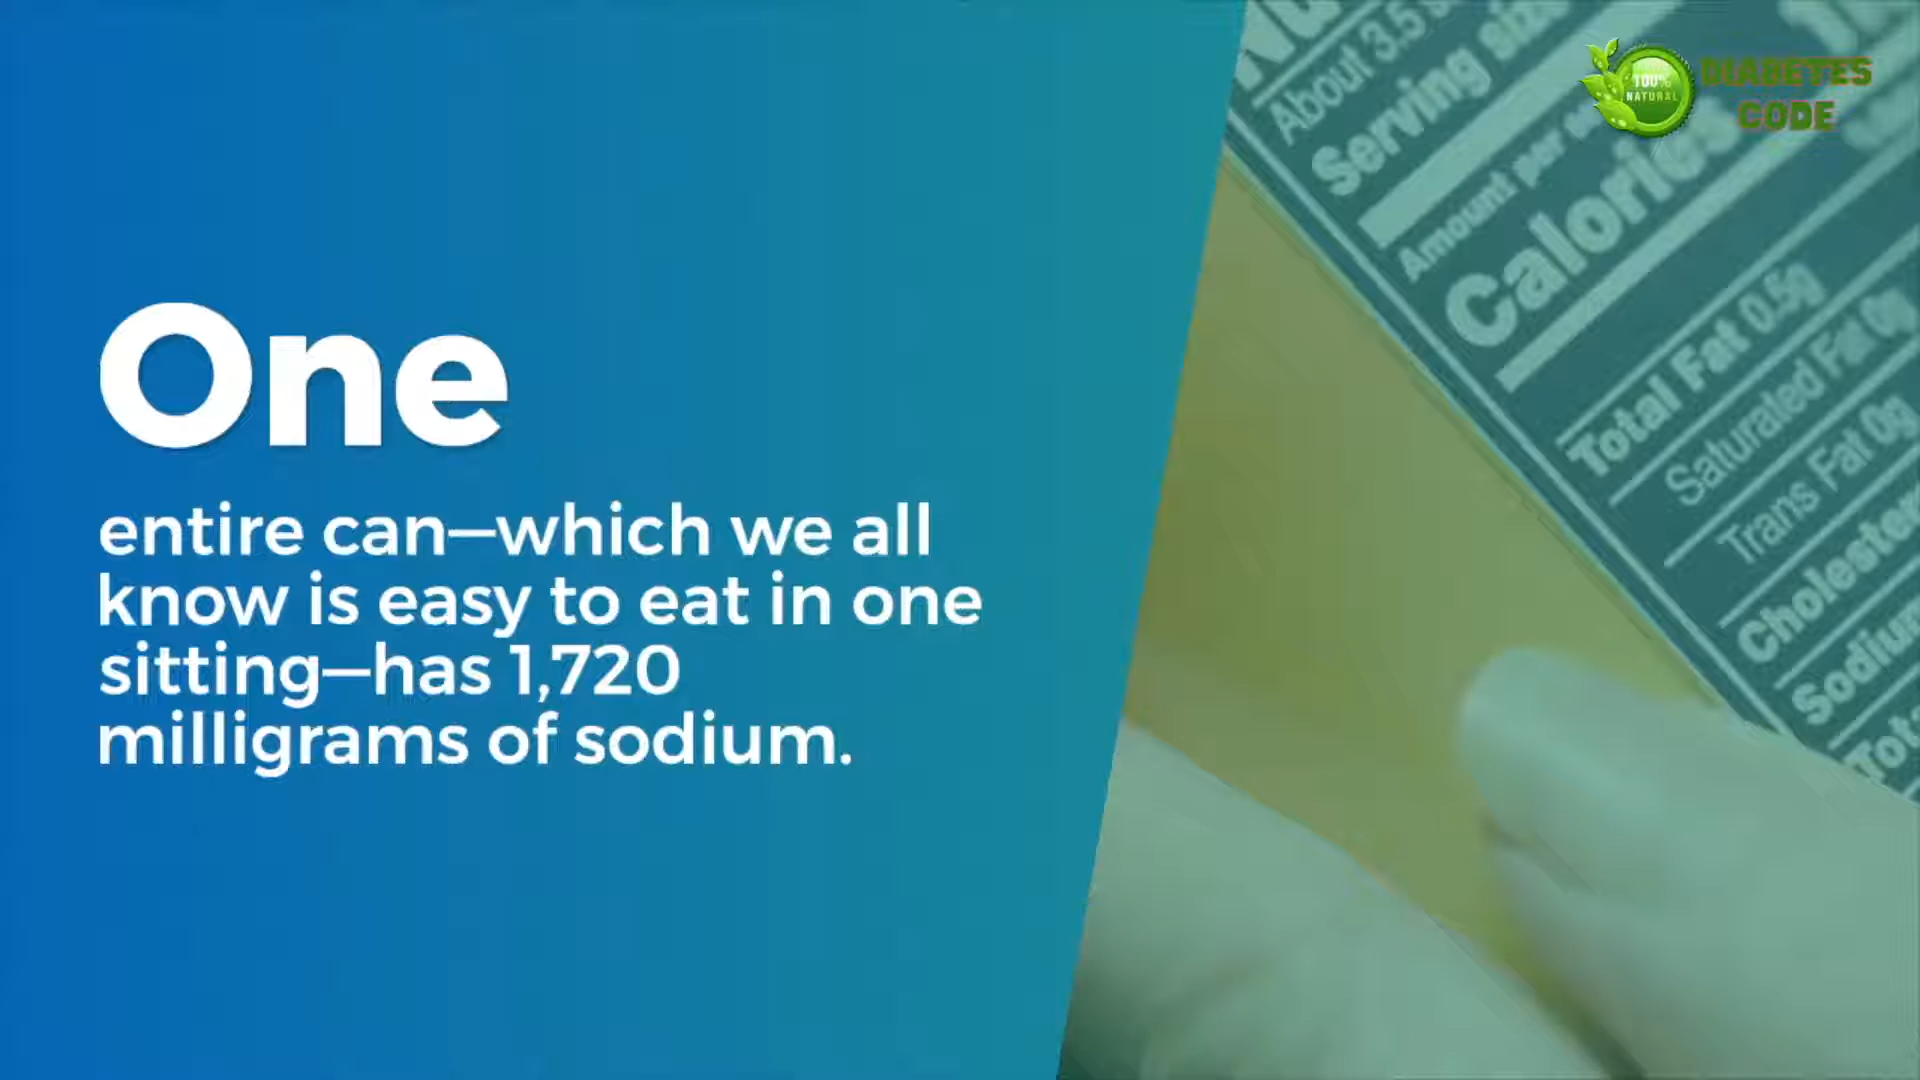 One
entire can—which we all
know is easy to eat in one
sitting—has 1,720
milligrams of sodium.
100%
NATURAL
DIABETES
CODE
About 3.5
Serving size
Amount per
Calories
Total Fat 0.5g
Saturated Fat 0g
Trans Fat 0g